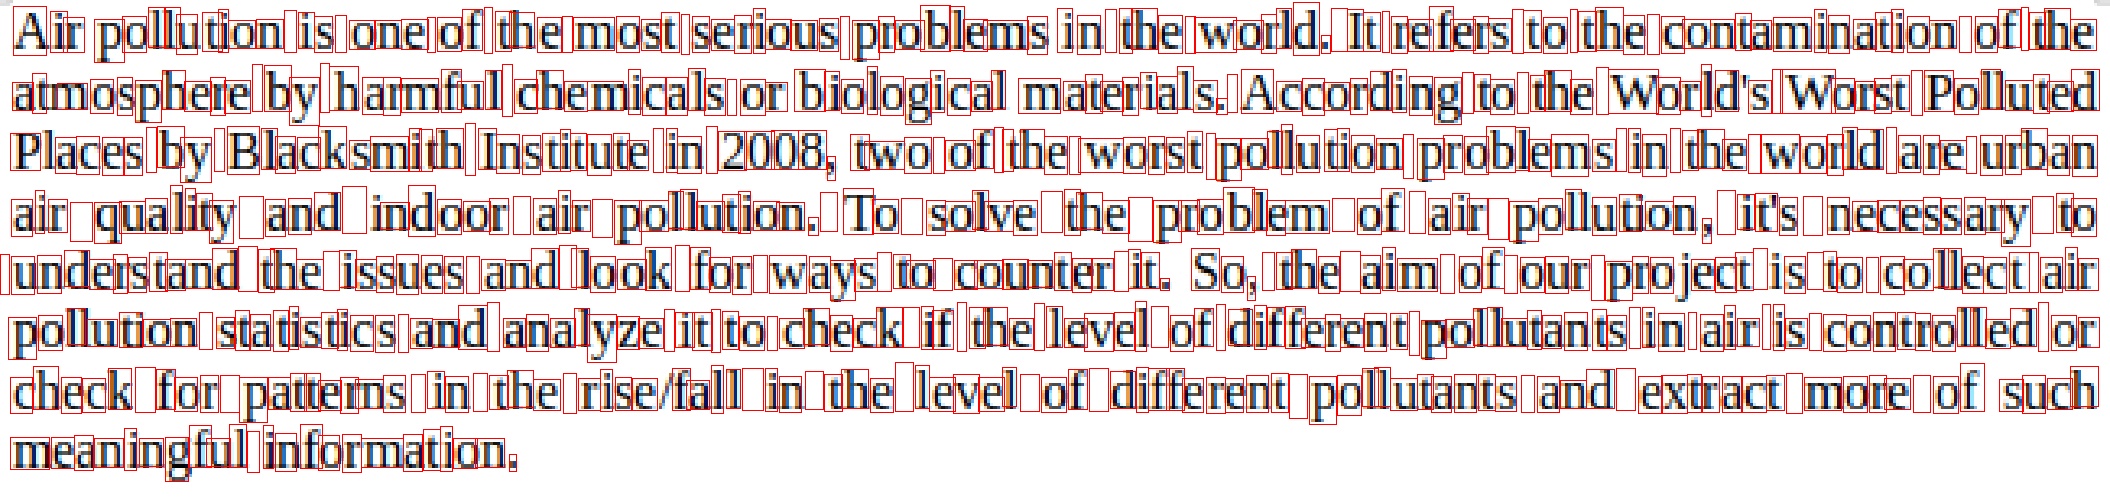 Air pollution is one of the most serious problems in the world. It refers to the contamination of the
atmosphere by harmful chemicals or biological materials. According to the World's Worst Polluted
Places by Blacksmith Institute in 2008, two of the worst pollution problems in the world are urban
air quality and indoor air pollution. To solve the problem of air pollution, it's necessary to
understand the issues and look for ways to counter it. So, the aim of our project is to collect air
pollution statistics and analyze it to check if the level of different pollutants in air is controlled or
check for patterns in the rise/fall in the level of different pollutants and extract more of such
meaningful information.